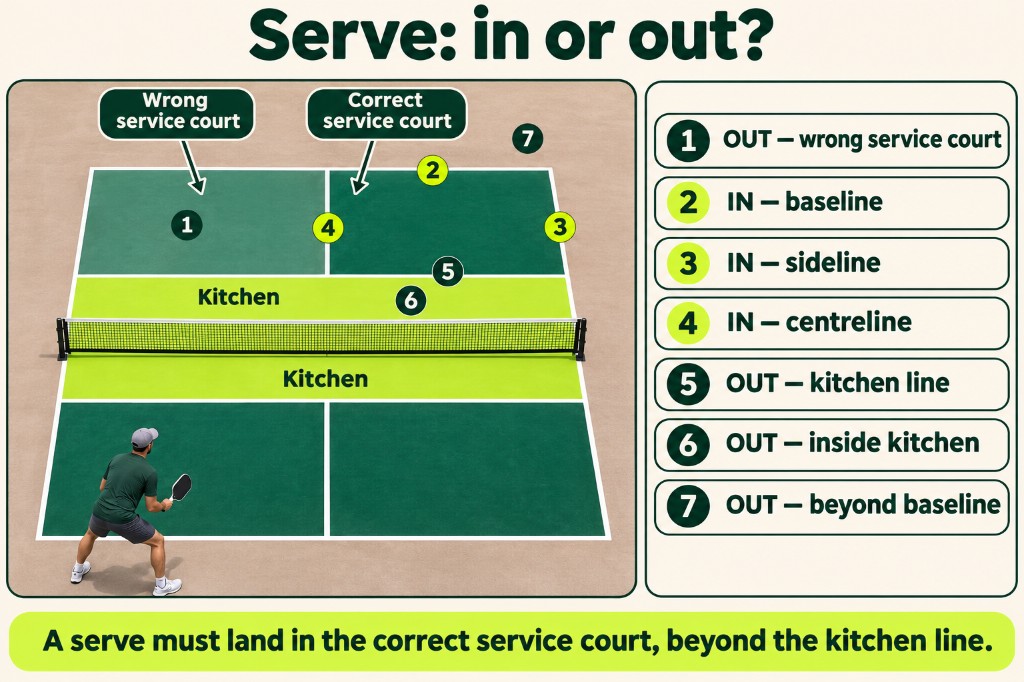 Serve: in or out?
Wrong
service court
Correct
service court
7
2
1
4
3
5
6
Kitchen
Kitchen
1 OUT — wrong service court
2 IN — baseline
3 IN — sideline
4 IN — centreline
5 OUT — kitchen line
6 OUT — inside kitchen
7 OUT — beyond baseline
A serve must land in the correct service court, beyond the kitchen line.